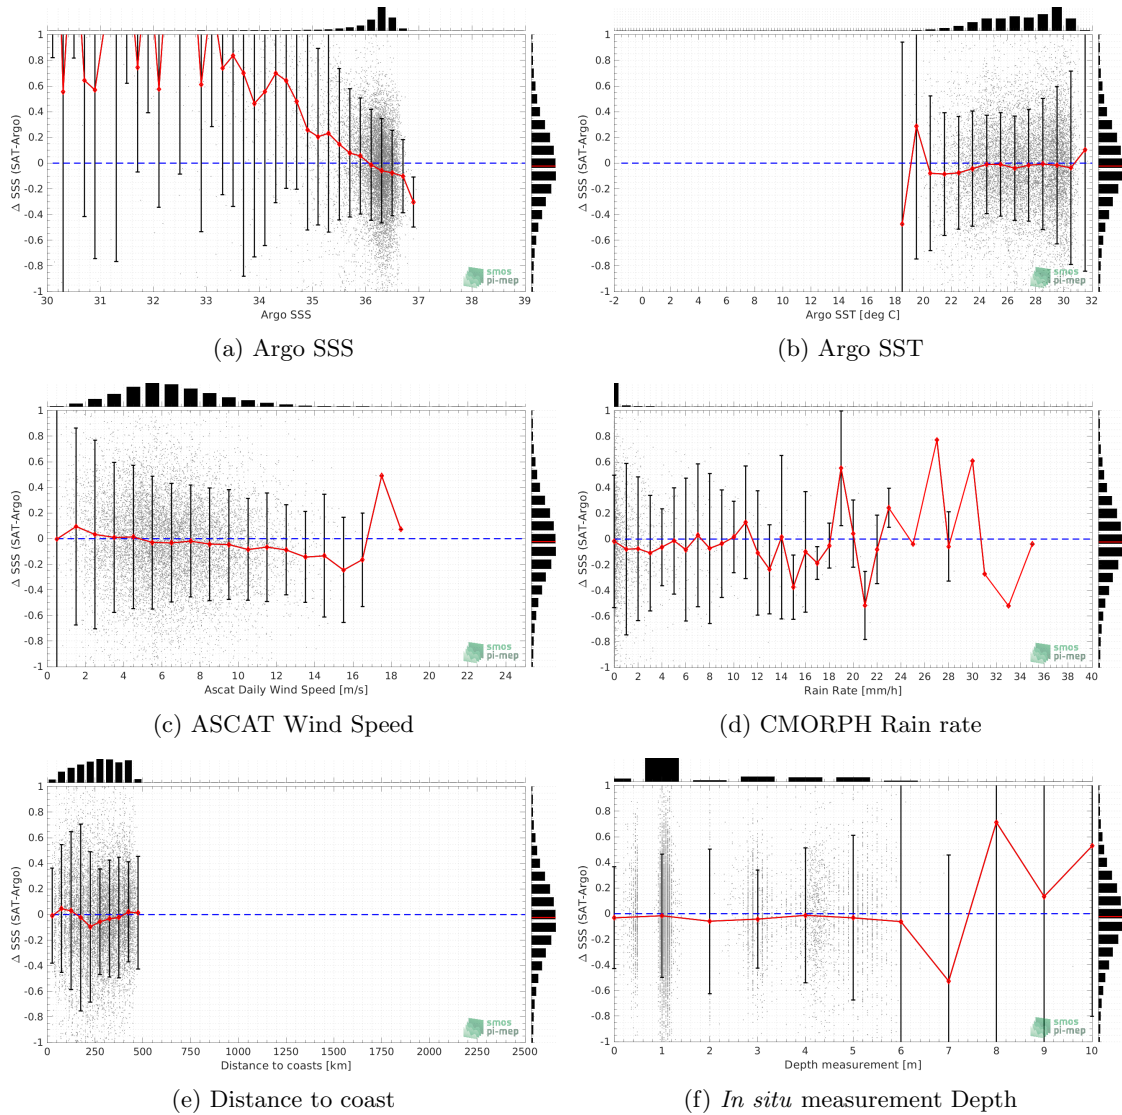 1
0.8
0.6
0.4
0.2
0
-0.2
-0.4
-0.6
-0.8
-1
Δ SSS (SAT-Argo)
30 31 32 33 34 35 36 37 38 39
Argo SSS
smos
pi-mep
(a) Argo SSS
1
0.8
0.6
0.4
0.2
0
-0.2
-0.4
-0.6
-0.8
-1
Δ SSS (SAT-Argo)
-2 0 2 4 6 8 10 12 14 16 18 20 22 24 26 28 30 32
Argo SST [deg C]
smos
pi-mep
(b) Argo SST
1
0.8
0.6
0.4
0.2
0
-0.2
-0.4
-0.6
-0.8
-1
Δ SSS (SAT-Argo)
0 2 4 6 8 10 12 14 16 18 20 22 24
Ascat Daily Wind Speed [m/s]
smos
pi-mep
(c) ASCAT Wind Speed
1
0.8
0.6
0.4
0.2
0
-0.2
-0.4
-0.6
-0.8
-1
Δ SSS (SAT-Argo)
0 2 4 6 8 10 12 14 16 18 20 22 24 26 28 30 32 34 36 38 40
Rain Rate [mm/h]
smos
pi-mep
(d) CMORPH Rain rate
1
0.8
0.6
0.4
0.2
0
-0.2
-0.4
-0.6
-0.8
-1
Δ SSS (SAT-Argo)
0 250 500 750 1000 1250 1500 1750 2000 2250 2500
Distance to coasts [km]
smos
pi-mep
(e) Distance to coast
1
0.8
0.6
0.4
0.2
0
-0.2
-0.4
-0.6
-0.8
-1
Δ SSS (SAT-Argo)
0 1 2 3 4 5 6 7 8 9 10
Depth measurement [m]
smos
pi-mep
(f) In situ measurement Depth